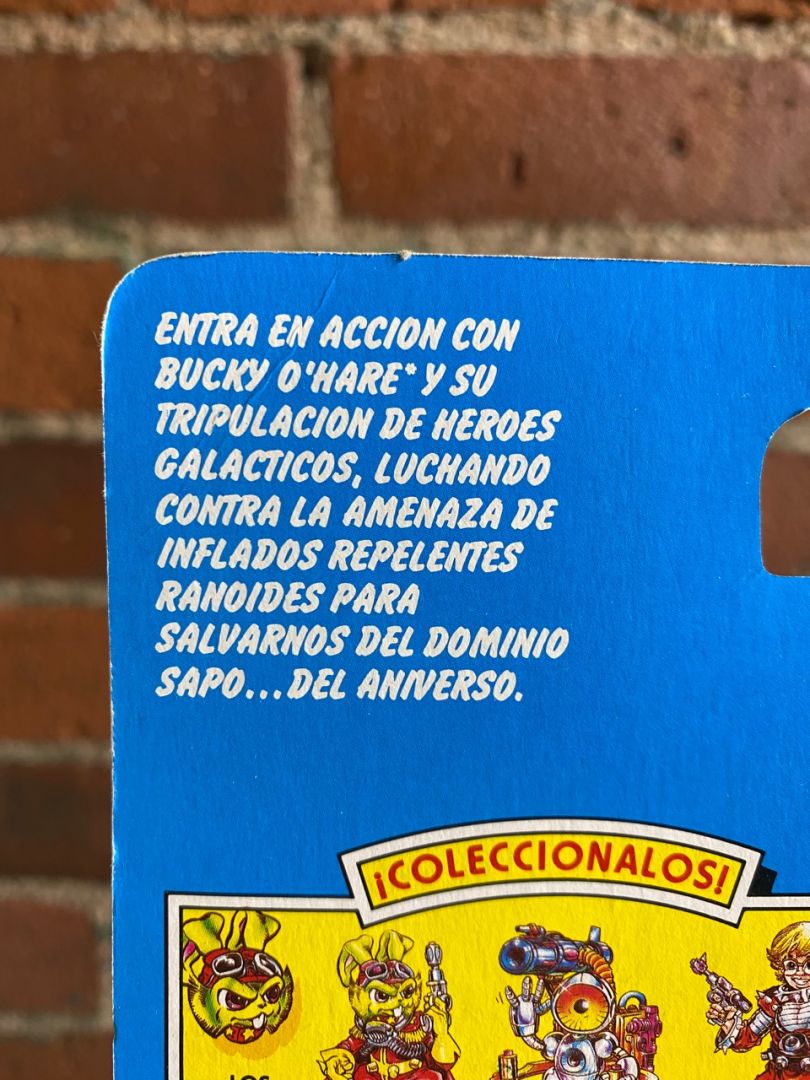 ENTRA EN ACCION CON
BUCKY O'HARE* Y SU
TRIPULACION DE HEROES
GALACTICOS, LUCHANDO
CONTRA LA AMENAZA DE
INFLADOS REPELENTES
RANOIDES PARA
SALVARNOS DEL DOMINIO
SAPO...DEL ANIVERSO.
¡COLECCIONALOS!
LOS